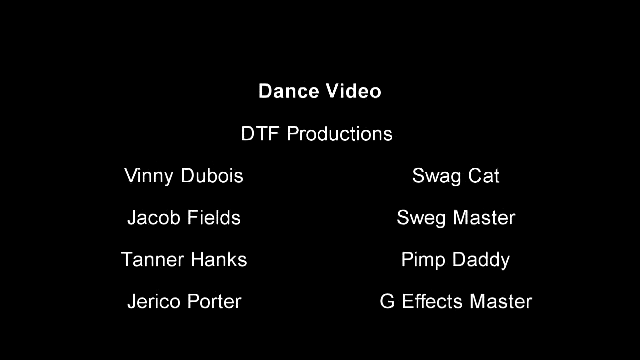 Dance Video
DTF Productions
Vinny Dubois Swag Cat
Jacob Fields Sweg Master
Tanner Hanks Pimp Daddy
Jerico Porter G Effects Master